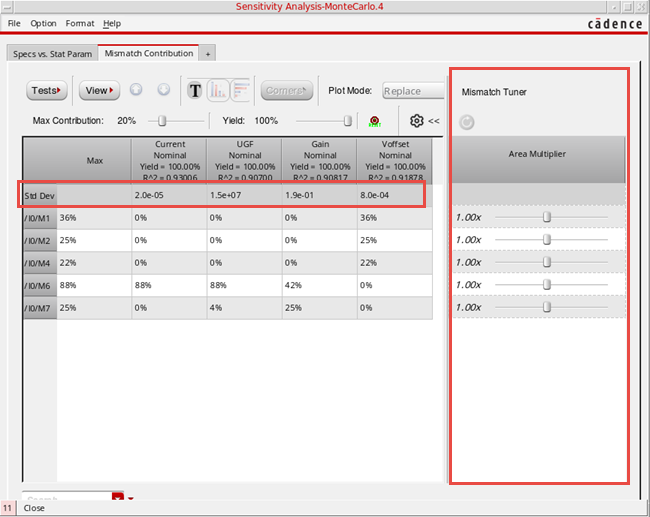 Sensitivity Analysis-MonteCarlo.4
File Option Format Help
cādence
Specs vs. Stat Param Mismatch Contribution +
Tests View T Corners Plot Mode: Replace
Mismatch Tuner
Max Contribution: 20% Yield: 100% <<
Max
Current
Nominal
Yield = 100.00%
R^2 = 0.93006
UGF
Nominal
Yield = 100.00%
R^2 = 0.90700
Gain
Nominal
Yield = 100.00%
R^2 = 0.90817
Voffset
Nominal
Yield = 100.00%
R^2 = 0.91878
Area Multiplier
Std Dev 2.0e-05 1.5e+07 1.9e-01 8.0e-04
/I0/M1 36% 0% 0% 0% 36% 1.00x
/I0/M2 25% 0% 0% 0% 25% 1.00x
/I0/M4 22% 0% 0% 0% 22% 1.00x
/I0/M6 88% 88% 88% 42% 0% 1.00x
/I0/M7 25% 0% 4% 25% 0% 1.00x
11 Close